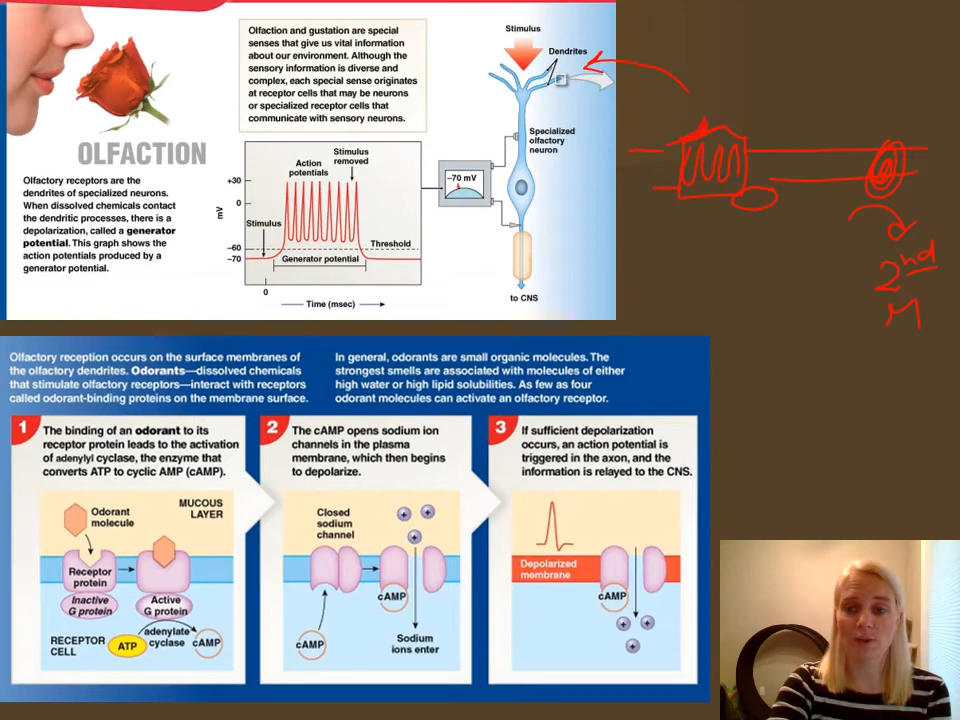 Olfaction and gustation are special
senses that give us vital information
about our environment. Although the
sensory information is diverse and
complex, each special sense originates
at receptor cells that may be neurons
or specialized receptor cells that
communicate with sensory neurons.
OLFACTION
Olfactory receptors are the
dendrites of specialized neurons.
When dissolved chemicals contact
the dendritic processes, there is a
depolarization, called a generator
potential. This graph shows the
action potentials produced by a
generator potential.
Stimulus
removed
Action
potentials
+30
0
mV
Stimulus
−60
Threshold
−70
Generator potential
0
Time (msec)
Stimulus
Dendrites
Specialized
olfactory
neuron
−70 mV
to CNS
2nd
M
Olfactory reception occurs on the surface membranes of
the olfactory dendrites. Odorants—dissolved chemicals
that stimulate olfactory receptors—interact with receptors
called odorant-binding proteins on the membrane surface.
In general, odorants are small organic molecules. The
strongest smells are associated with molecules of either
high water or high lipid solubilities. As few as four
odorant molecules can activate an olfactory receptor.
1
The binding of an odorant to its
receptor protein leads to the activation
of adenylyl cyclase, the enzyme that
converts ATP to cyclic AMP (cAMP).
Odorant
molecule
MUCOUS
LAYER
Receptor
protein
Inactive
G protein
Active
G protein
RECEPTOR
CELL
ATP
adenylate
cyclase
cAMP
2
The cAMP opens sodium ion
channels in the plasma
membrane, which then begins
to depolarize.
Closed
sodium
channel
cAMP
cAMP
Sodium
ions enter
3
If sufficient depolarization
occurs, an action potential is
triggered in the axon, and the
information is relayed to the CNS.
Depolarized
membrane
cAMP